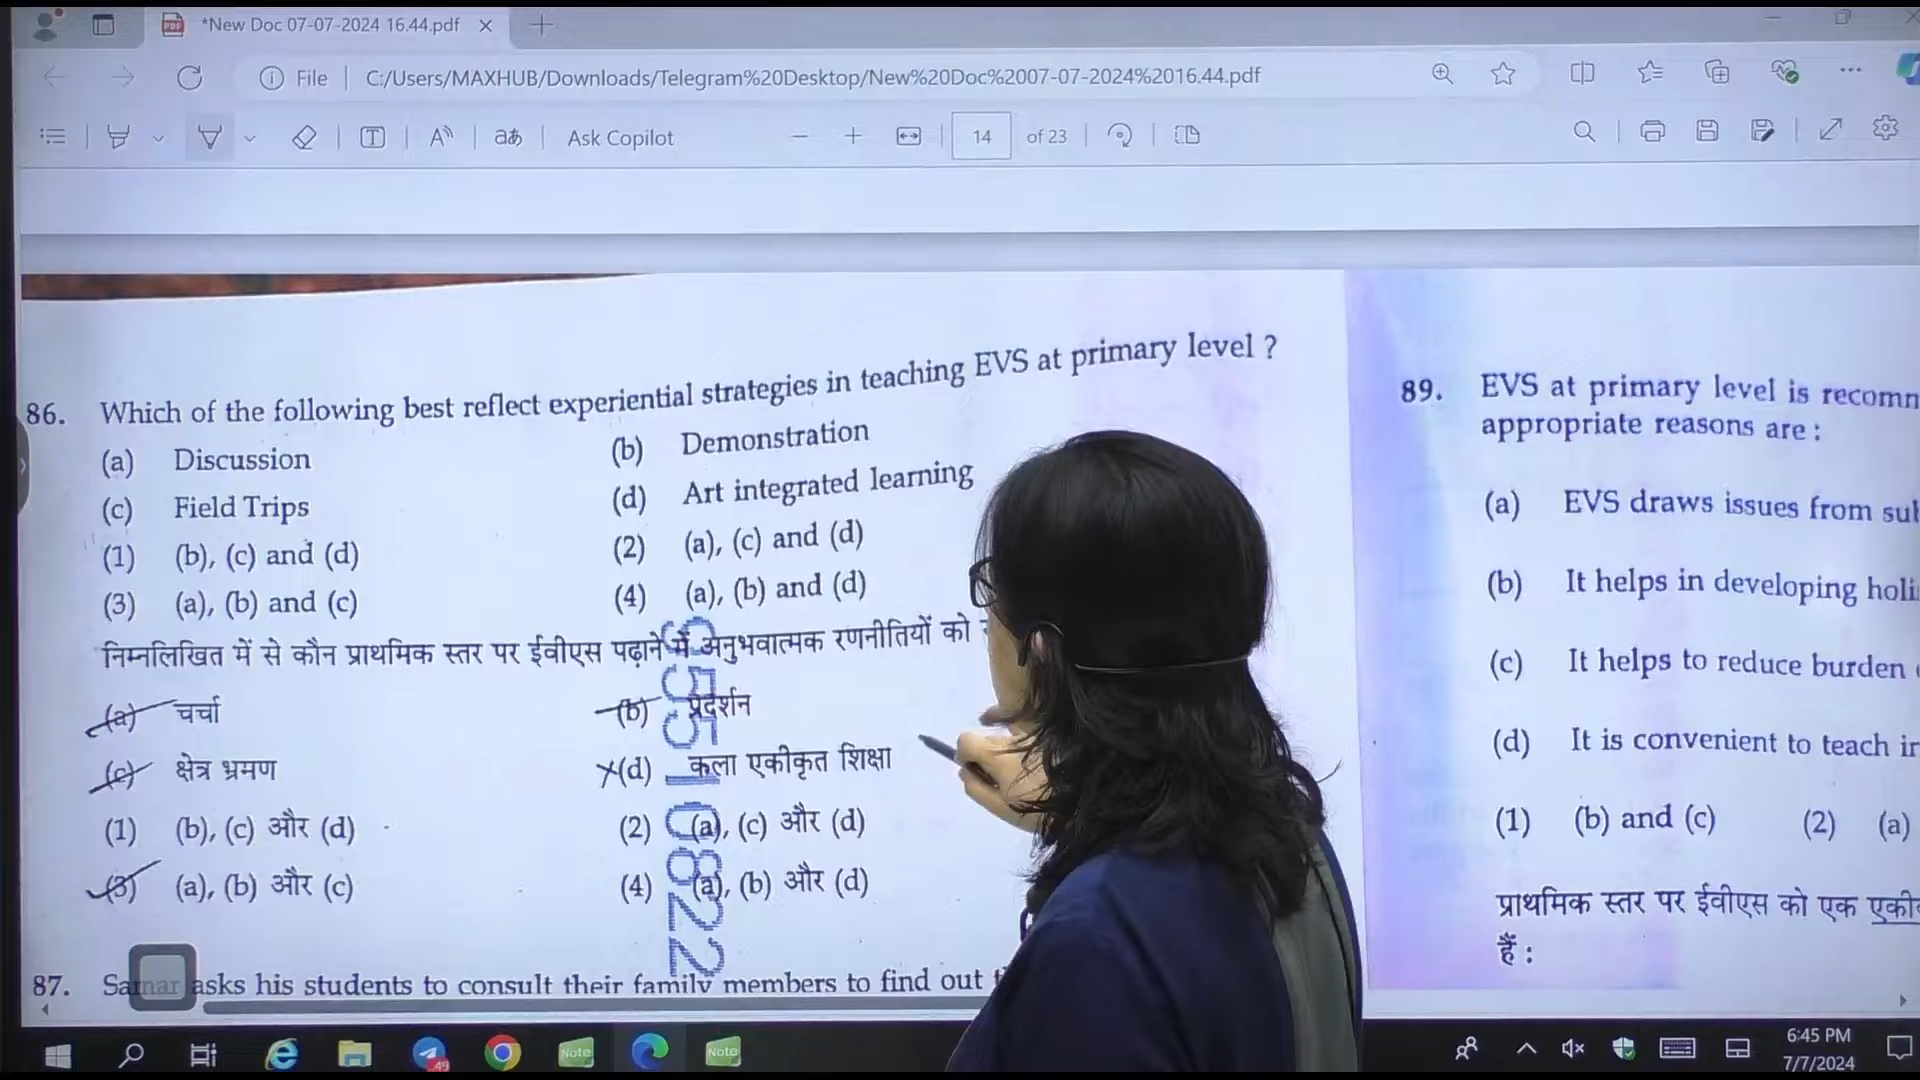 *New Doc 07-07-2024 16.44.pdf
File C:/Users/MAXHUB/Downloads/Telegram%20Desktop/New%20Doc%2007-07-2024%2016.44.pdf
Ask Copilot 14 of 23
86. Which of the following best reflect experiential strategies in teaching EVS at primary level ?
(a) Discussion (b) Demonstration
(c) Field Trips (d) Art integrated learning
(1) (b), (c) and (d) (2) (a), (c) and (d)
(3) (a), (b) and (c) (4) (a), (b) and (d)
निम्नलिखित में से कौन प्राथमिक स्तर पर ईवीएस पढ़ाने में अनुभवात्मक रणनीतियों को
(a) चर्चा (b) प्रदर्शन
(c) क्षेत्र भ्रमण (d) कला एकीकृत शिक्षा
(1) (b), (c) और (d) (2) (a), (c) और (d)
(3) (a), (b) और (c) (4) (a), (b) और (d)
87. Samar asks his students to consult their family members to find out
89. EVS at primary level is
appropriate reasons are :
(a) EVS draws issues from
(b) It helps in developing
(c) It helps to reduce burden
(d) It is convenient to teach
(1) (b) and (c) (2) (a)
प्राथमिक स्तर पर ईवीएस को एक
हैं :
Note
Note
49
6:45 PM
7/7/2024